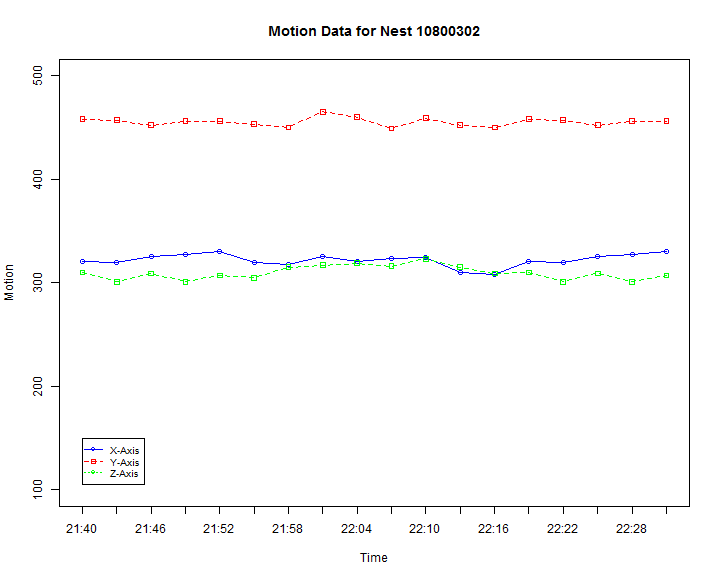 Motion Data for Nest 10800302
500
400
300
200
100
Motion
X-Axis
Y-Axis
Z-Axis
21:40 21:46 21:52 21:58 22:04 22:10 22:16 22:22 22:28
Time